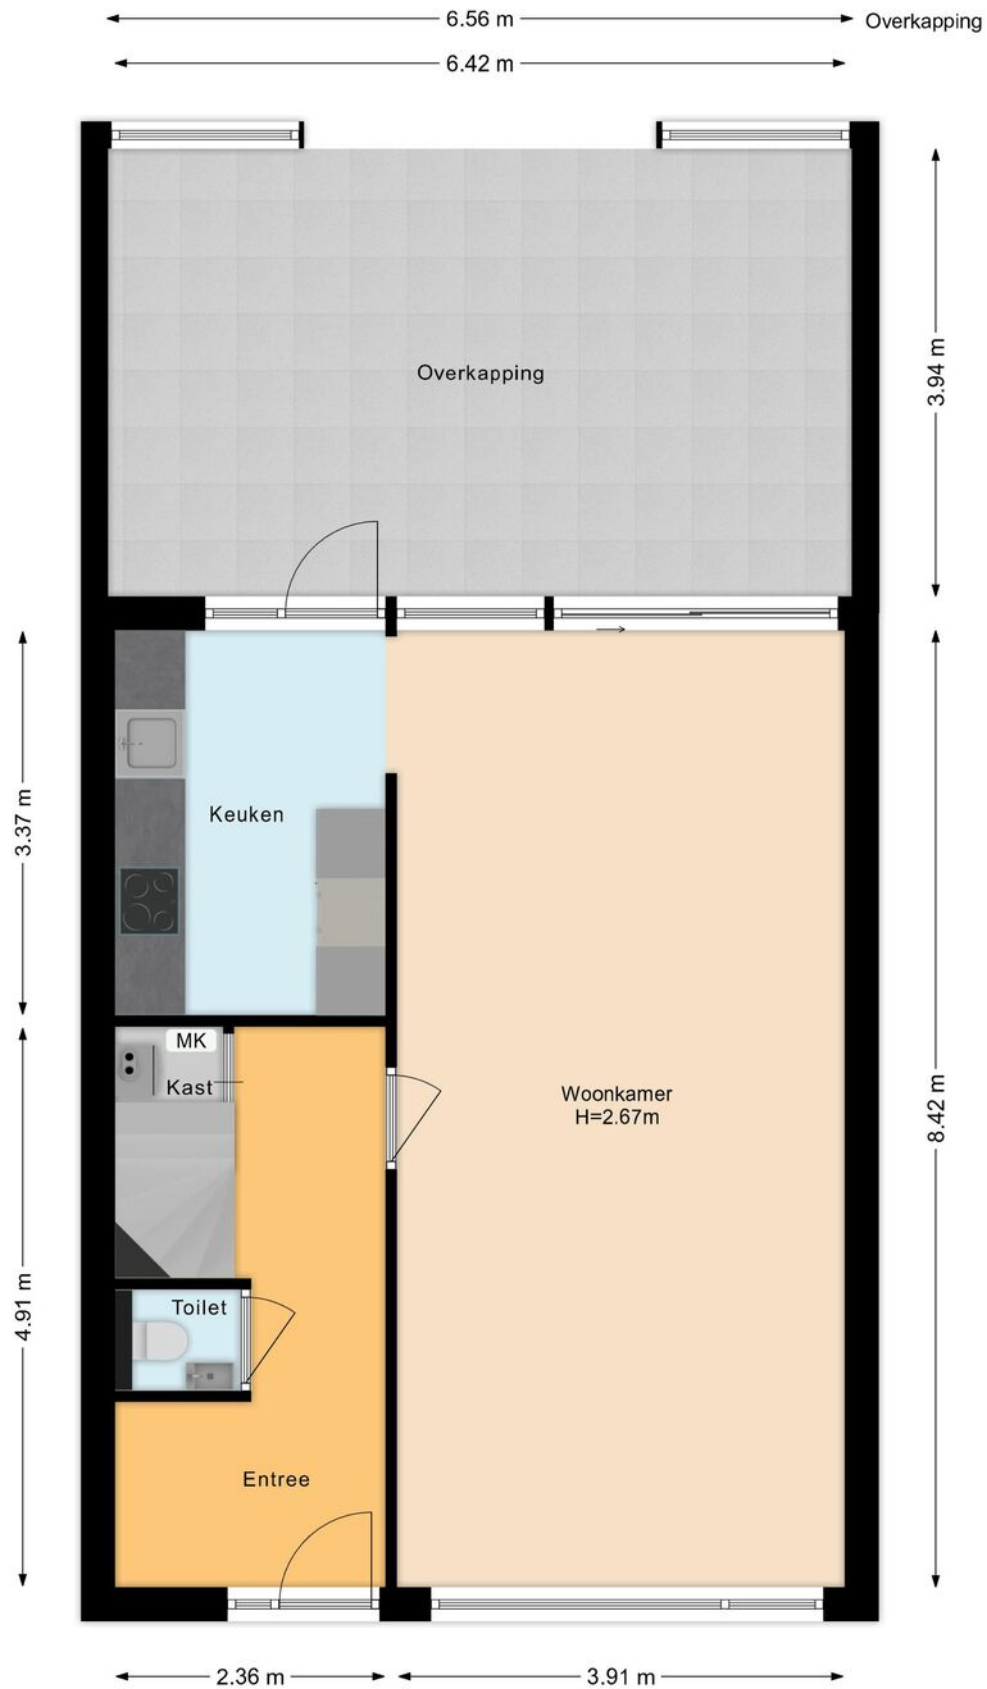 6.56 m
Overkapping
6.42 m
3.94 m
Overkapping
3.37 m
Keuken
MK
Kast
Woonkamer
H=2.67m
8.42 m
4.91 m
Toilet
Entree
2.36 m
3.91 m